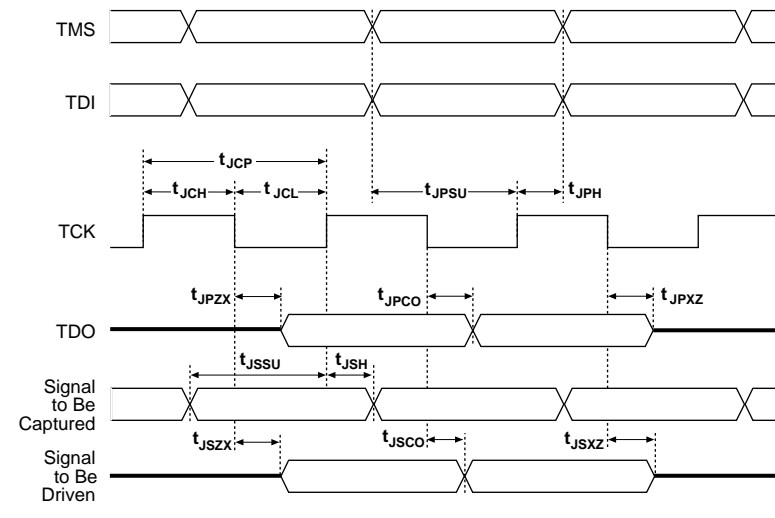 TMS
TDI
tJCP
tJCH
tJCL
tJPSU
tJPH
TCK
tJPZX
tJPCO
tJPXZ
TDO
tJSSU
tJSH
Signal
to Be
Captured
tJSZX
tJSCO
tJSXZ
Signal
to Be
Driven